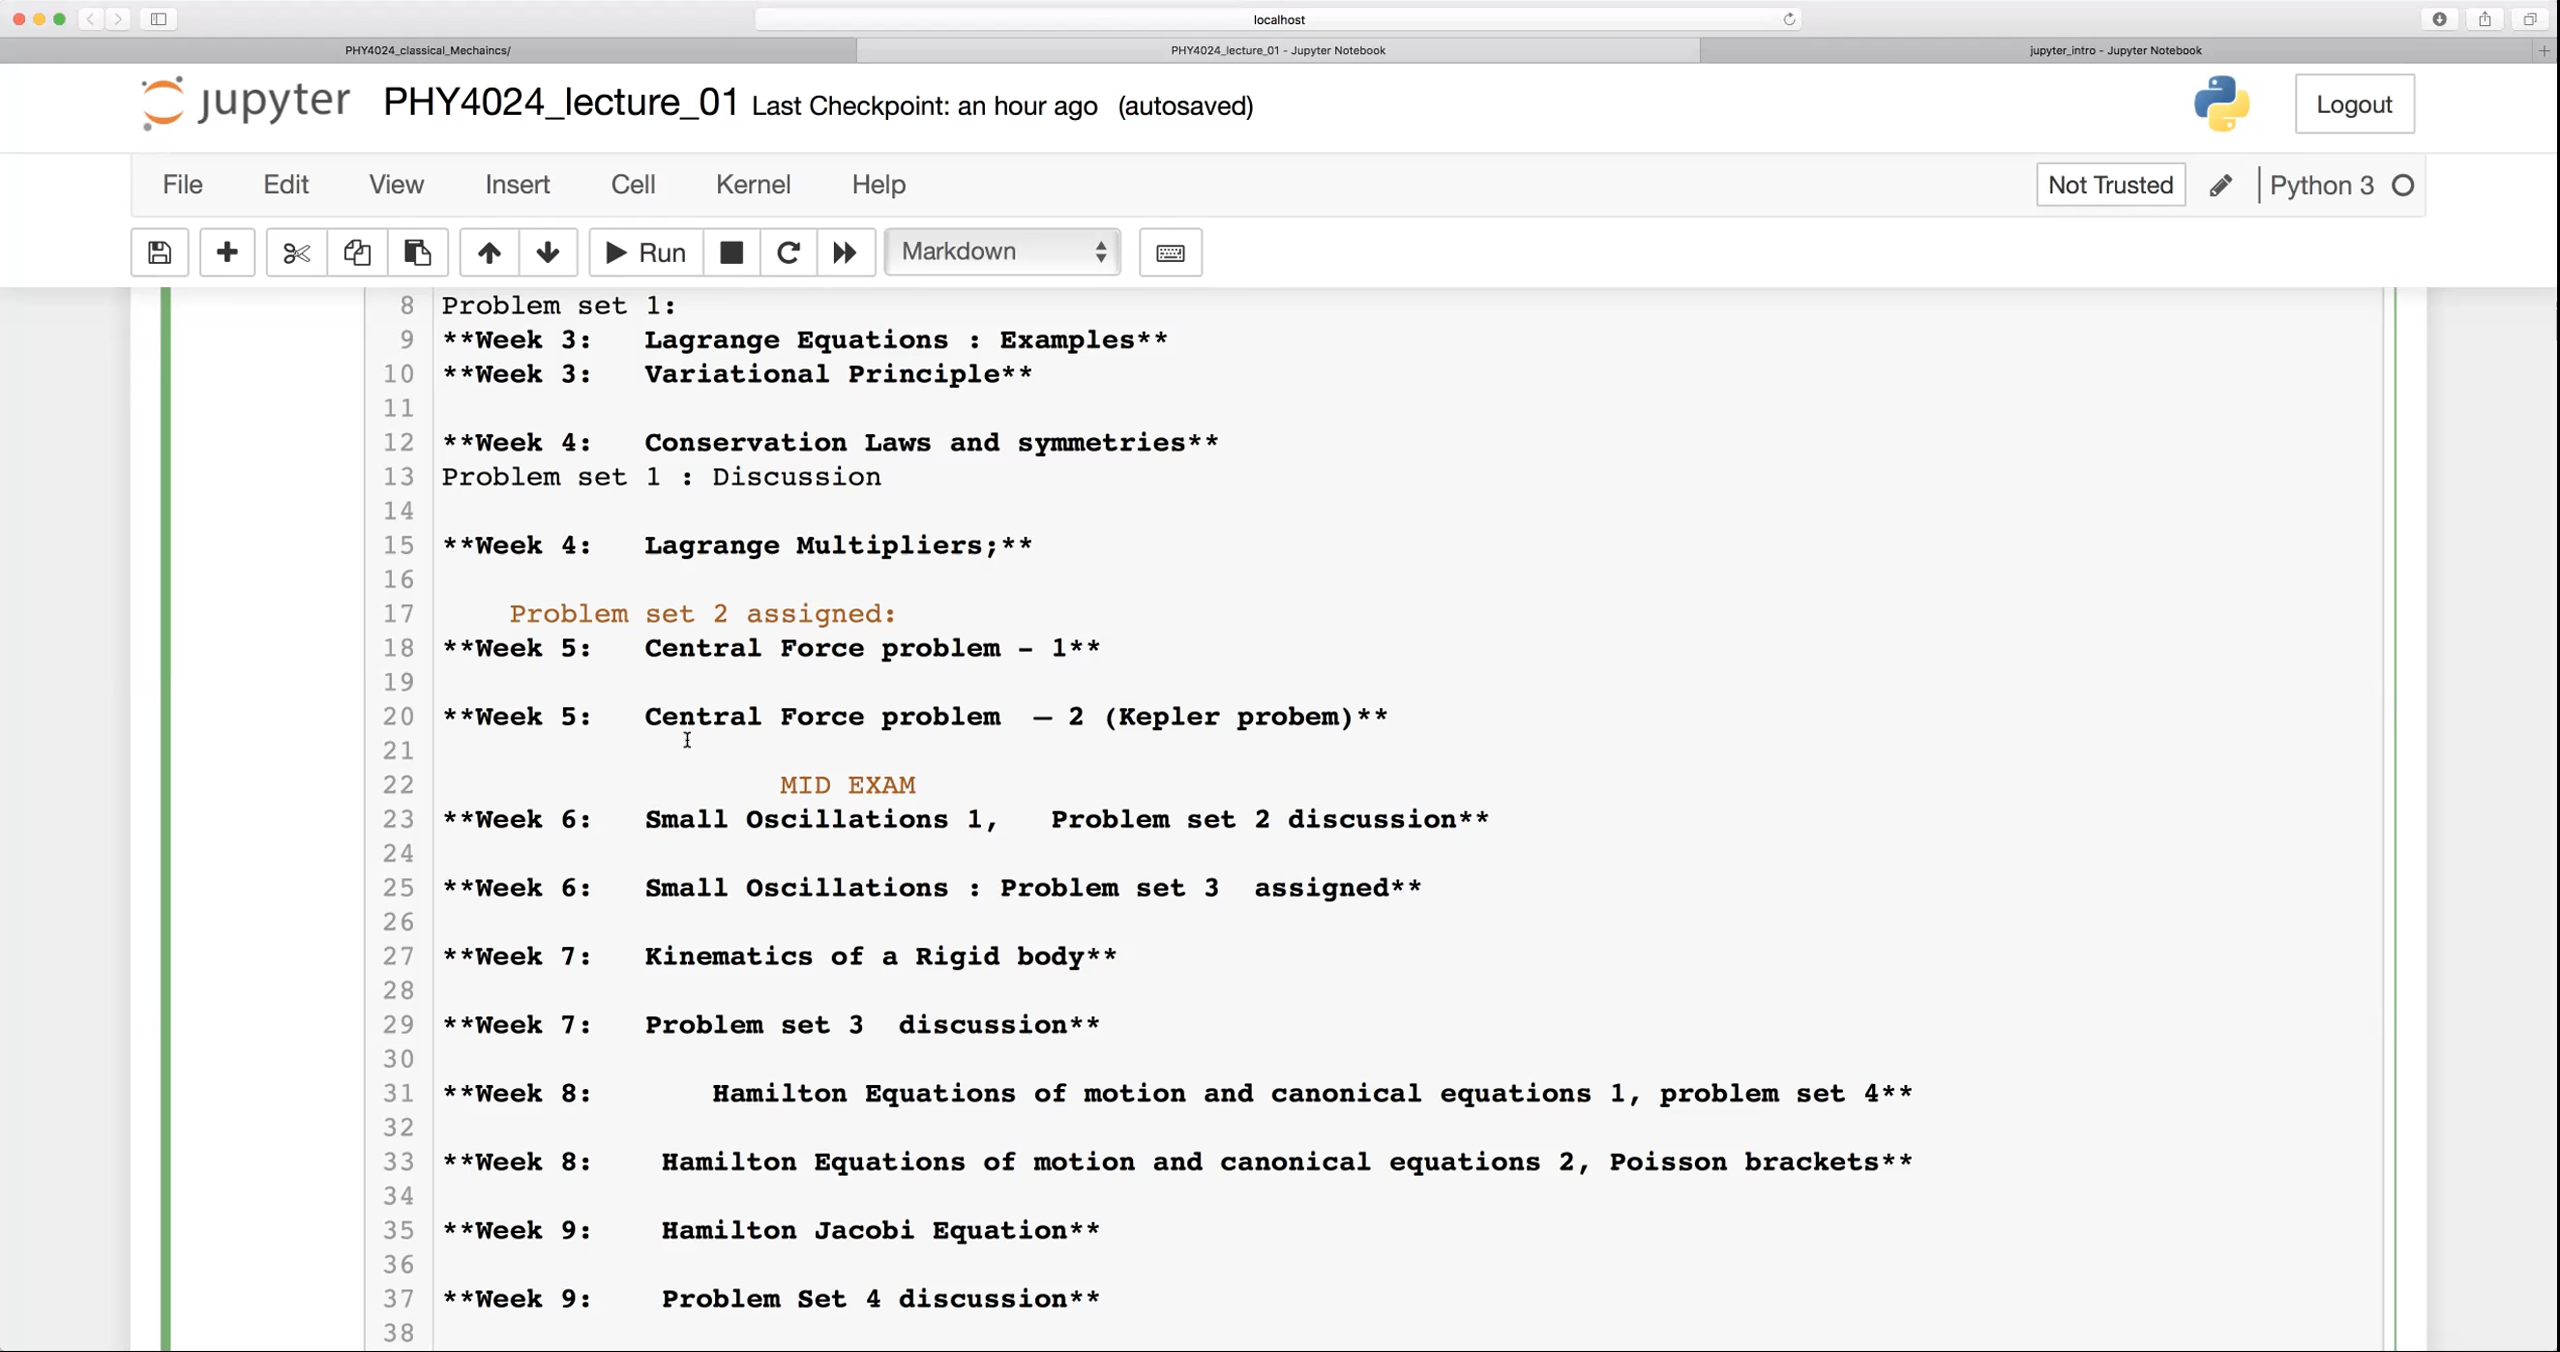 localhost
PHY4024_classical_Mechaincs/
PHY4024_lecture_01 - Jupyter Notebook
jupyter_intro - Jupyter Notebook
jupyter PHY4024_lecture_01 Last Checkpoint: an hour ago (autosaved)
Logout
File Edit View Insert Cell Kernel Help
Not Trusted
Python 3
Run
Markdown
8 Problem set 1:
9 **Week 3: Lagrange Equations : Examples**
10 **Week 3: Variational Principle**
11
12 **Week 4: Conservation Laws and symmetries**
13 Problem set 1 : Discussion
14
15 **Week 4: Lagrange Multipliers;**
16
17 Problem set 2 assigned:
18 **Week 5: Central Force problem - 1**
19
20 **Week 5: Central Force problem – 2 (Kepler probem)**
21
22 MID EXAM
23 **Week 6: Small Oscillations 1, Problem set 2 discussion**
24
25 **Week 6: Small Oscillations : Problem set 3 assigned**
26
27 **Week 7: Kinematics of a Rigid body**
28
29 **Week 7: Problem set 3 discussion**
30
31 **Week 8: Hamilton Equations of motion and canonical equations 1, problem set 4**
32
33 **Week 8: Hamilton Equations of motion and canonical equations 2, Poisson brackets**
34
35 **Week 9: Hamilton Jacobi Equation**
36
37 **Week 9: Problem Set 4 discussion**
38